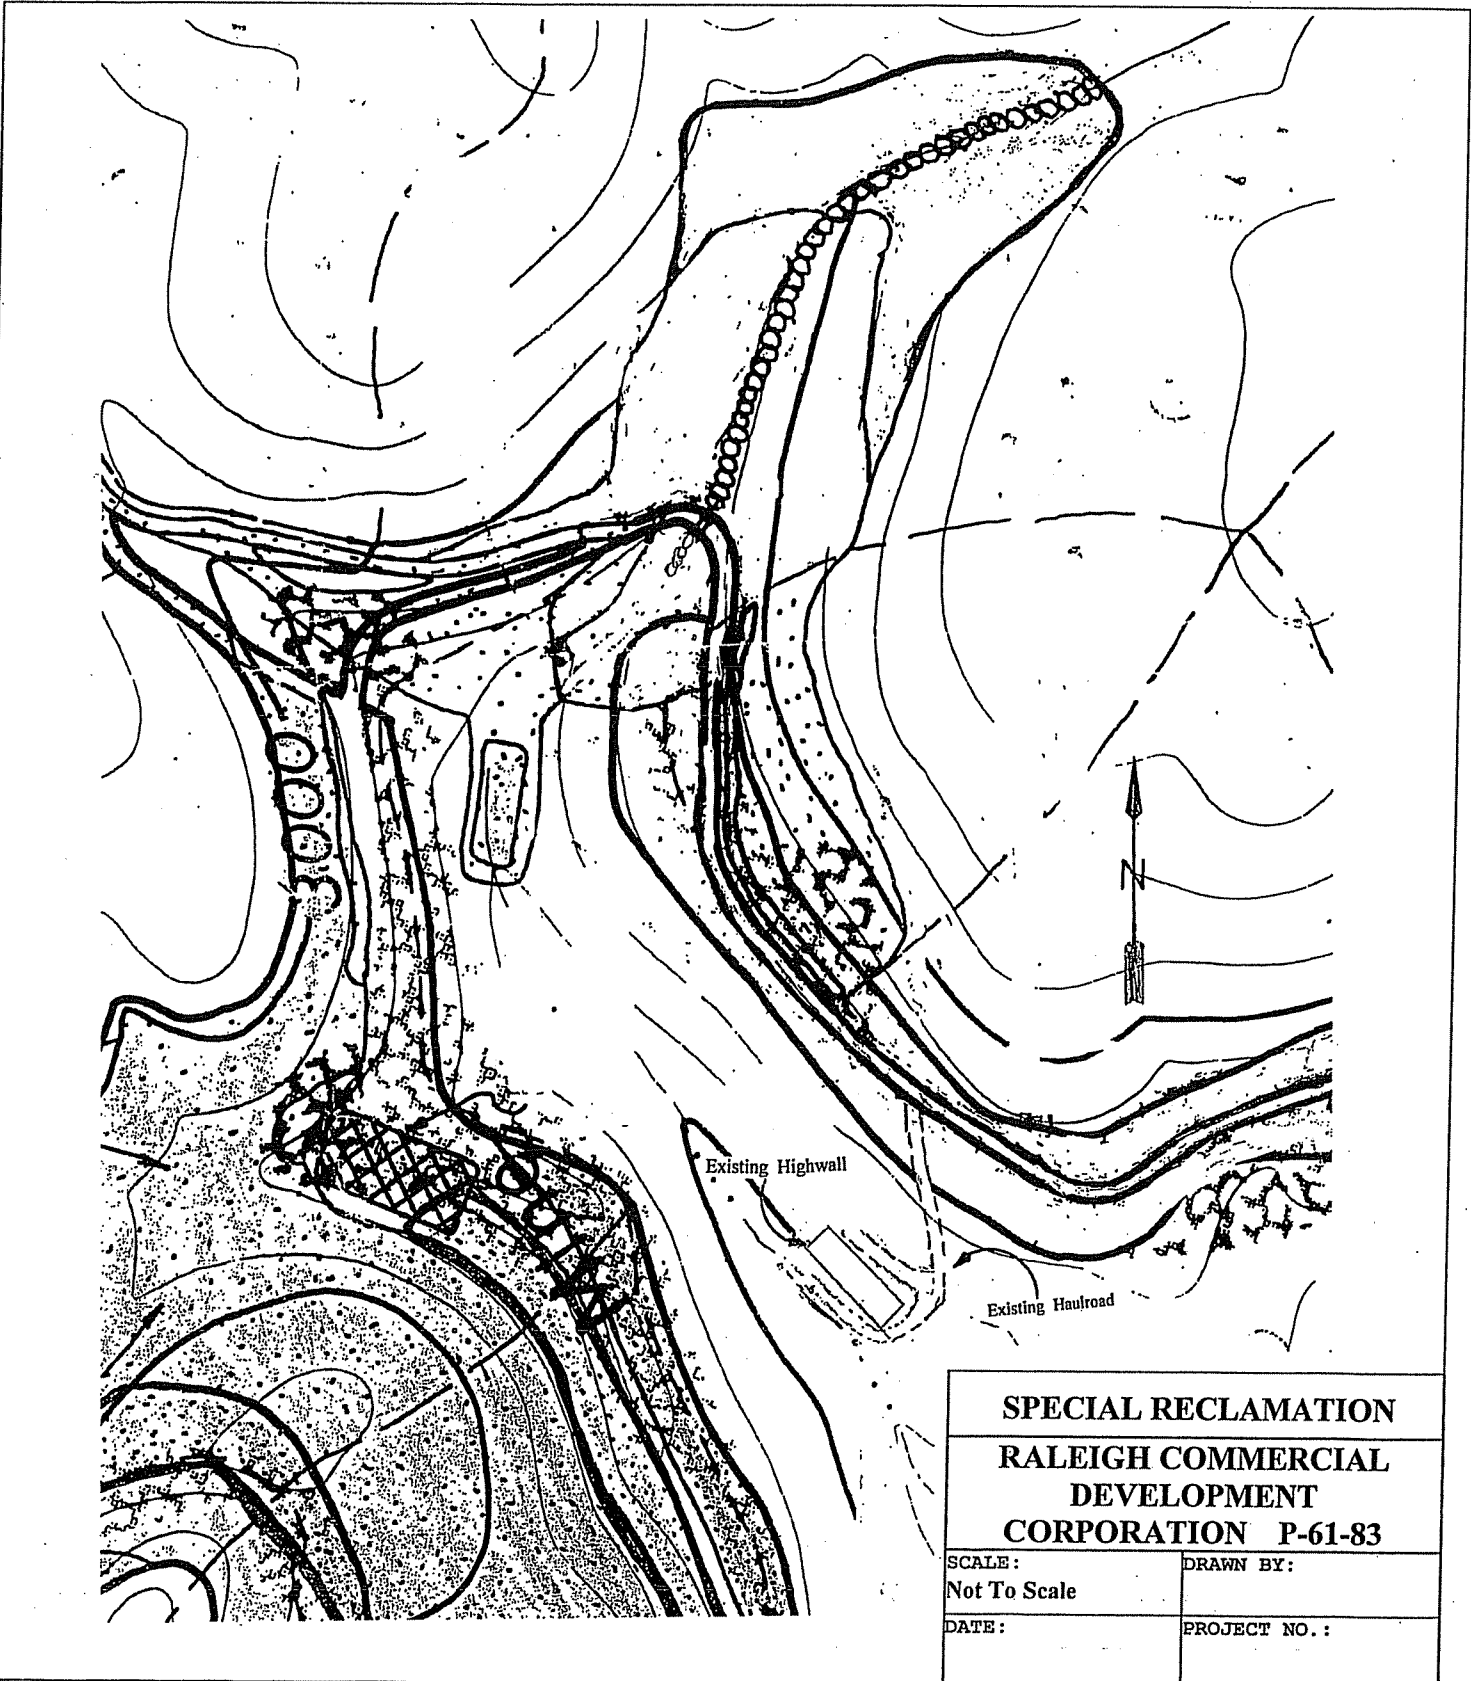 3000
Existing Highwall
N
Existing Haulroad
SPECIAL RECLAMATION
RALEIGH COMMERCIAL
DEVELOPMENT
CORPORATION P-61-83
SCALE:
Not To Scale
DRAWN BY:
DATE:
PROJECT NO.: